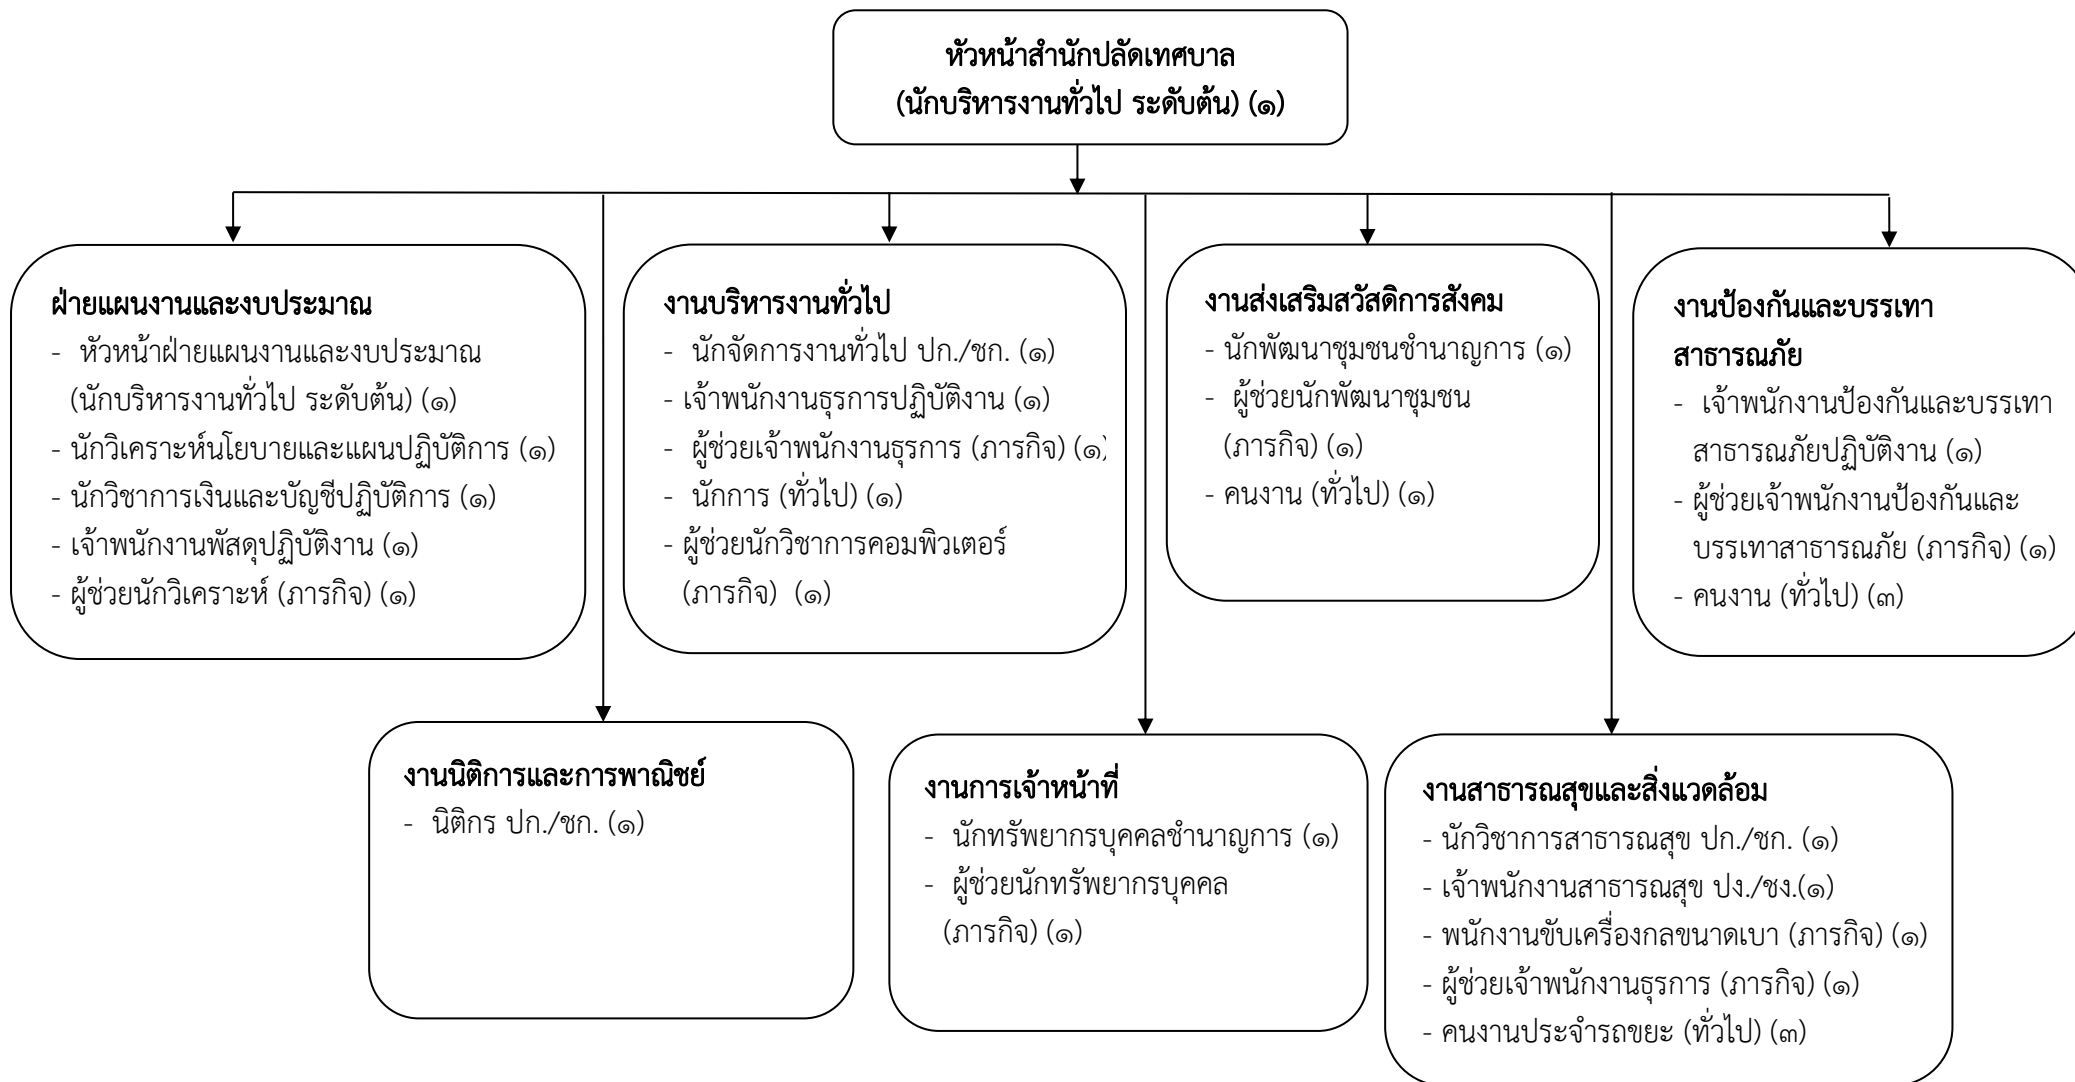 หัวหน้าสำนักปลัดเทศบาล
(นักบริหารงานทั่วไป ระดับต้น) (๑)
ฝ่ายแผนงานและงบประมาณ
- หัวหน้าฝ่ายแผนงานและงบประมาณ
(นักบริหารงานทั่วไป ระดับต้น) (๑)
- นักวิเคราะห์นโยบายและแผนปฏิบัติการ (๑)
- นักวิชาการเงินและบัญชีปฏิบัติการ (๑)
- เจ้าพนักงานพัสดุปฏิบัติงาน (๑)
- ผู้ช่วยนักวิเคราะห์ (ภารกิจ) (๑)
งานบริหารงานทั่วไป
- นักจัดการงานทั่วไป ปก./ชก. (๑)
- เจ้าพนักงานธุรการปฏิบัติงาน (๑)
- ผู้ช่วยเจ้าพนักงานธุรการ (ภารกิจ) (๑)
- นักการ (ทั่วไป) (๑)
- ผู้ช่วยนักวิชาการคอมพิวเตอร์
(ภารกิจ) (๑)
งานส่งเสริมสวัสดิการสังคม
- นักพัฒนาชุมชนชำนาญการ (๑)
- ผู้ช่วยนักพัฒนาชุมชน
(ภารกิจ) (๑)
- คนงาน (ทั่วไป) (๑)
งานป้องกันและบรรเทา
สาธารณภัย
- เจ้าพนักงานป้องกันและบรรเทา
สาธารณภัยปฏิบัติงาน (๑)
- ผู้ช่วยเจ้าพนักงานป้องกันและ
บรรเทาสาธารณภัย (ภารกิจ) (๑)
- คนงาน (ทั่วไป) (๓)
งานนิติการและการพาณิชย์
- นิติกร ปก./ชก. (๑)
งานการเจ้าหน้าที่
- นักทรัพยากรบุคคลชำนาญการ (๑)
- ผู้ช่วยนักทรัพยากรบุคคล
(ภารกิจ) (๑)
งานสาธารณสุขและสิ่งแวดล้อม
- นักวิชาการสาธารณสุข ปก./ชก. (๑)
- เจ้าพนักงานสาธารณสุข ปง./ชง.(๑)
- พนักงานขับเครื่องกลขนาดเบา (ภารกิจ) (๑)
- ผู้ช่วยเจ้าพนักงานธุรการ (ภารกิจ) (๑)
- คนงานประจำรถขยะ (ทั่วไป) (๓)